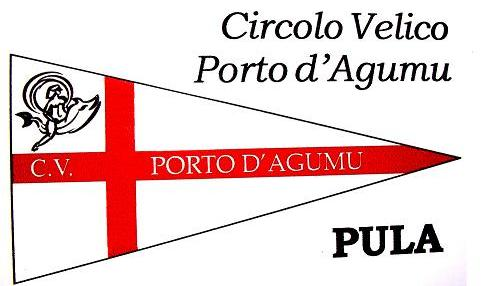 Circolo Velico
Porto d'Agumu
C.V. PORTO D'AGUMU
PULA